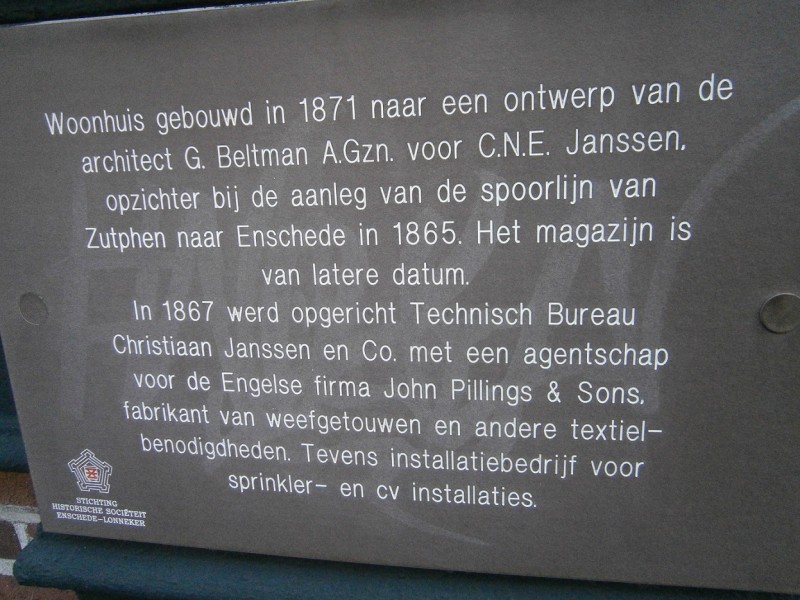 Woonhuis gebouwd in 1871 naar een ontwerp van de
architect G. Beltman A.Gzn. voor C.N.E. Janssen,
opzichter bij de aanleg van de spoorlijn van
Zutphen naar Enschede in 1865. Het magazijn is
van latere datum.
In 1867 werd opgericht Technisch Bureau
Christiaan Janssen en Co. met een agentschap
voor de Engelse firma John Pillings & Sons,
fabrikant van weefgetouwen en andere textiel-
benodigdheden. Tevens installatiebedrijf voor
sprinkler- en cv installaties.
STICHTING
HISTORISCHE SOCIËTEIT
ENSCHEDE-LONNEKER